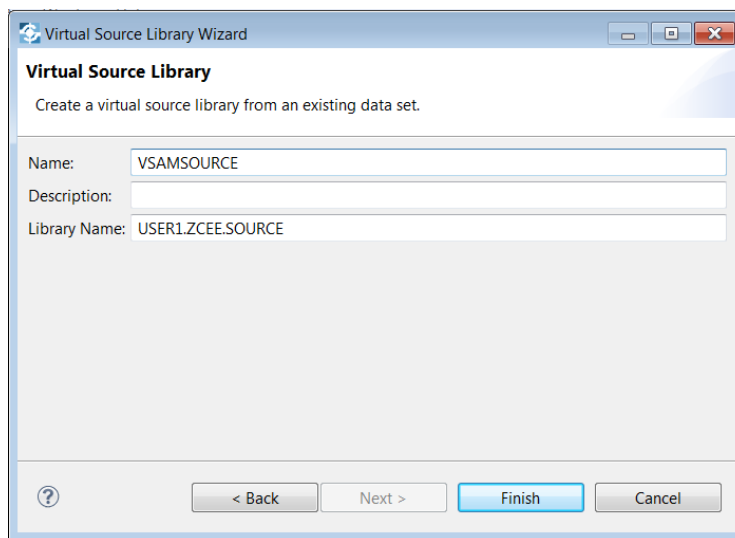 Virtual Source Library Wizard
Virtual Source Library
Create a virtual source library from an existing data set.
Name: VSAMSOURCE
Description:
Library Name: USER1.ZCEE.SOURCE
? < Back Next > Finish Cancel